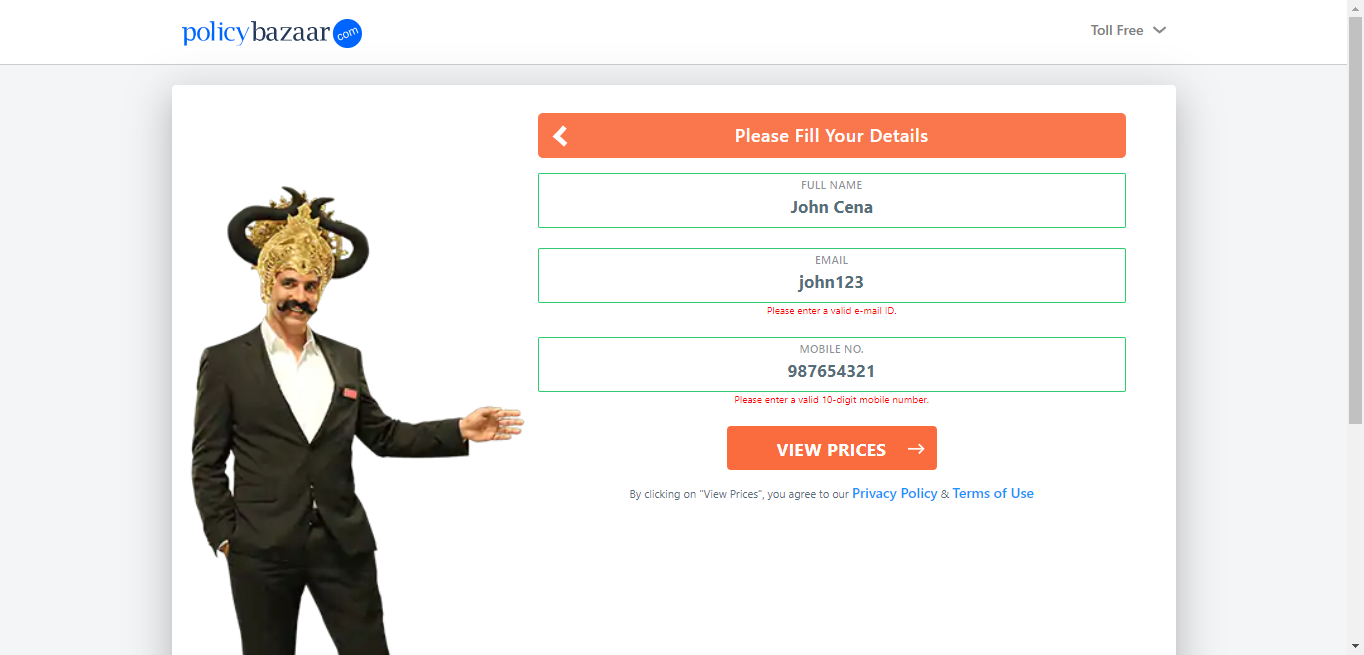 policybazaar com
Toll Free
Please Fill Your Details
FULL NAME
John Cena
EMAIL
john123
Please enter a valid e-mail ID.
MOBILE NO.
987654321
Please enter a valid 10-digit mobile number.
VIEW PRICES
By clicking on "View Prices", you agree to our Privacy Policy & Terms of Use